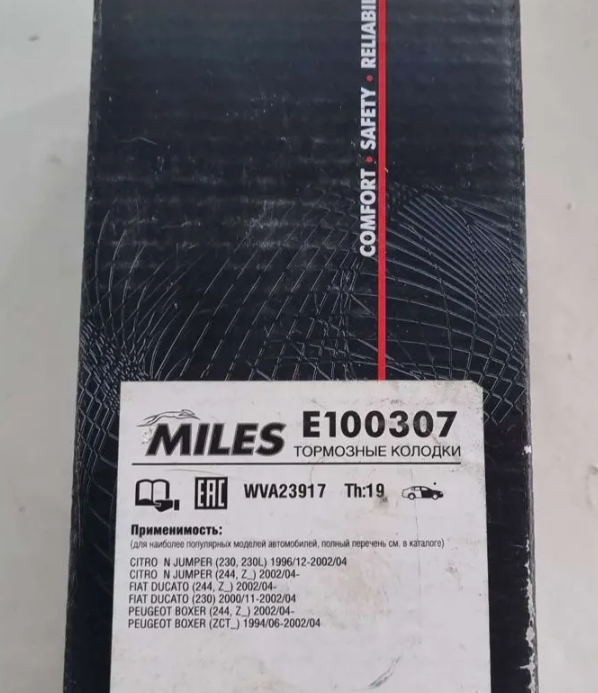 COMFORT • SAFETY • RELIABI
MILES
E100307
ТОРМОЗНЫЕ КОЛОДКИ
EAC
WVA23917 Th:19
Применимость:
(для наиболее популярных моделей автомобилей, полный перечень см. в каталоге)
CITRO N JUMPER (230, 230L) 1996/12-2002/04
CITRO N JUMPER (244, Z_) 2002/04-
FIAT DUCATO (244, Z_) 2002/04-
FIAT DUCATO (230) 2000/11-2002/04
PEUGEOT BOXER (244, Z_) 2002/04-
PEUGEOT BOXER (ZCT_) 1994/06-2002/04